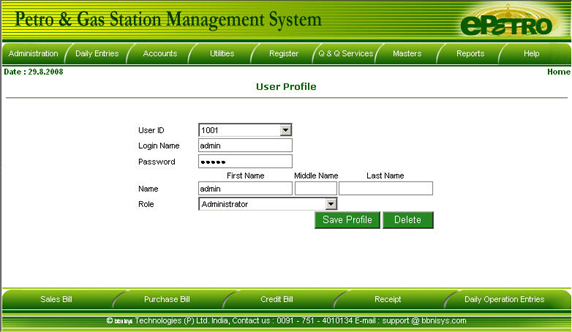 Petro & Gas Station Management System
ePetro
Administration Daily Entries Accounts Utilities Register Q & Q Services Masters Reports Help
Date : 29.8.2008 Home
User Profile
User ID 1001
Login Name admin
Password •••••
First Name Middle Name Last Name
Name admin
Role Administrator
Save Profile Delete
Sales Bill Purchase Bill Credit Bill Receipt Daily Operation Entries
© bbnisys Technologies (P) Ltd. India, Contact us : 0091 - 751 - 4010134 E-mail : support @ bbnisys.com